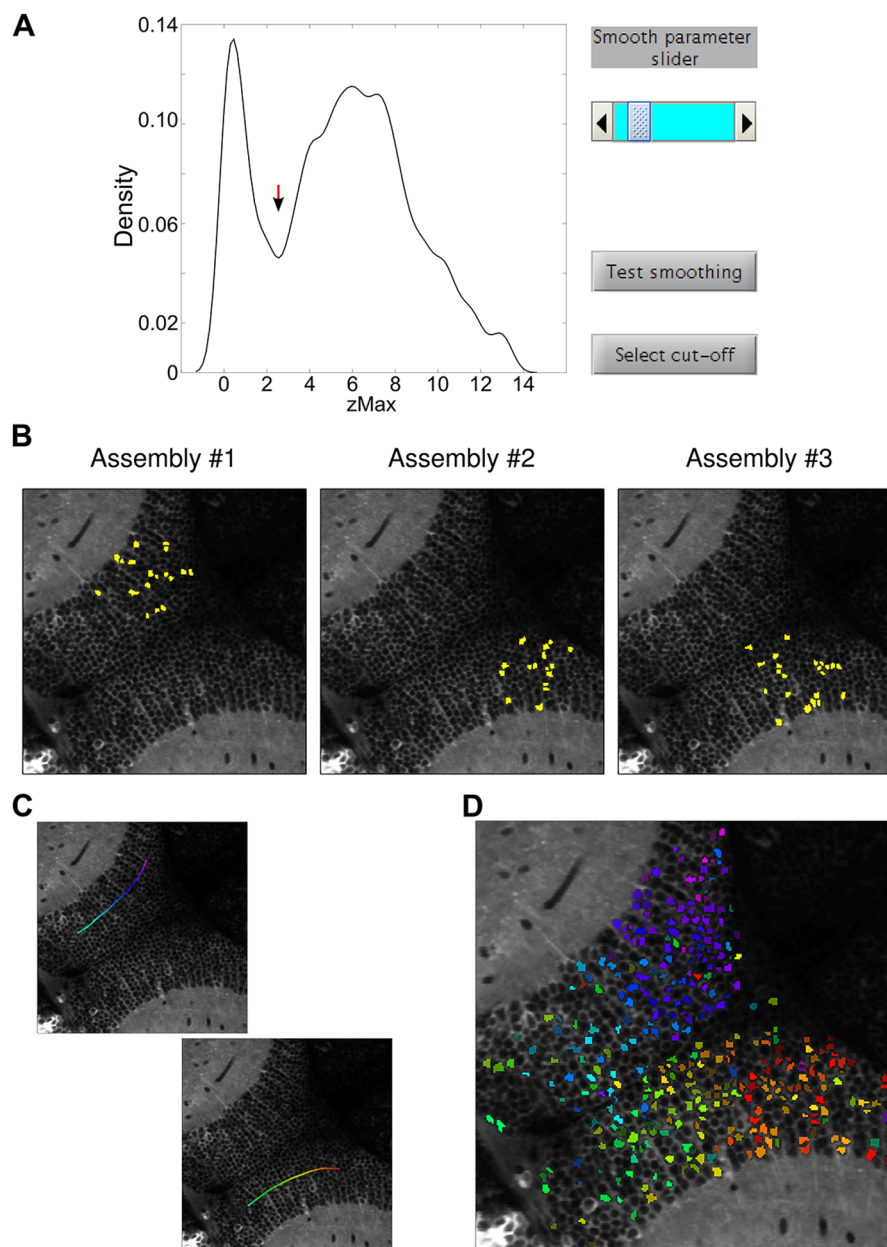 A
0.14
0.10
0.06
0.02
0
Density
0
2
4
6
8
10
12
14
zMax
Smooth parameter
slider
Test smoothing
Select cut-off
B
Assembly #1
Assembly #2
Assembly #3
C
D